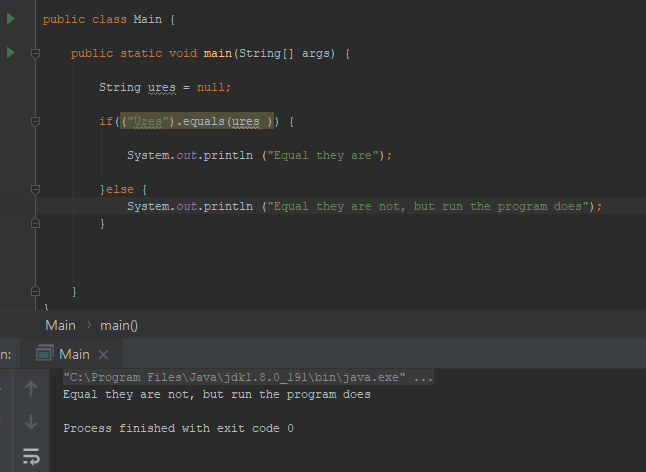 public class Main {
public static void main(String[] args) {
String ures = null;
if(("Üres").equals(ures )) {
System.out.println ("Equal they are");
}else {
System.out.println ("Equal they are not, but run the program does");
}
}
}
Main › main()
n: Main ×
"C:\Program Files\Java\jdk1.8.0_191\bin\java.exe" ...
Equal they are not, but run the program does
Process finished with exit code 0